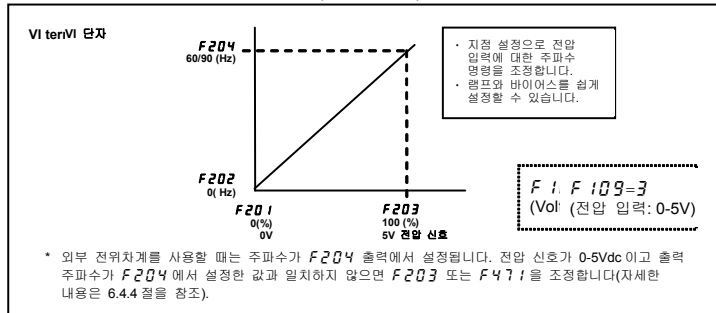 VI terVI 단자
F204
60/90 (Hz)
· 지점 설정으로 전압
입력에 대한 주파수
명령을 조정합니다.
· 램프와 바이어스를 쉽게
설정할 수 있습니다.
F202
0( Hz)
F201
0(%)
0V
F203
100 (%)
5V 전압 신호
F 1 F109=3
(Vol (전압 입력: 0-5V)
* 외부 전위차계를 사용할 때는 주파수가 F204 출력에서 설정됩니다. 전압 신호가 0-5Vdc 이고 출력
주파수가 F204 에서 설정한 값과 일치하지 않으면 F203 또는 F471 을 조정합니다(자세한
내용은 6.4.4 절을 참조).